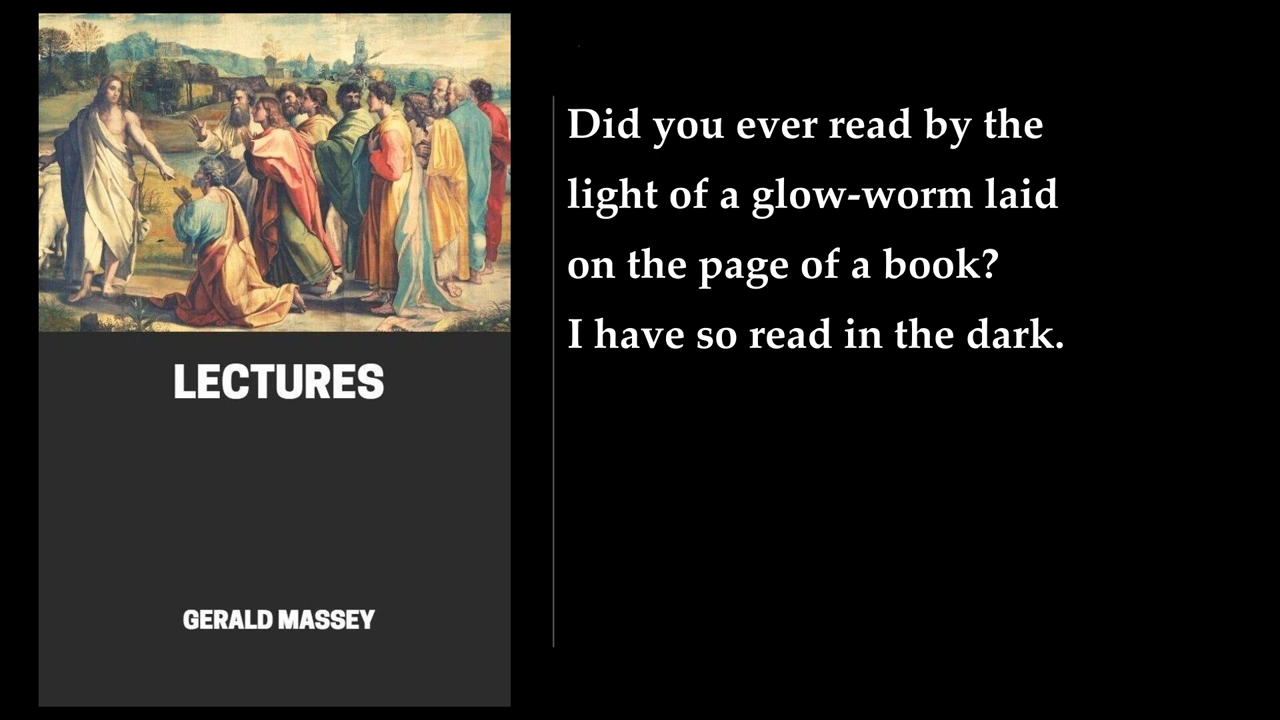 LECTURES
GERALD MASSEY
Did you ever read by the
light of a glow-worm laid
on the page of a book?
I have so read in the dark.